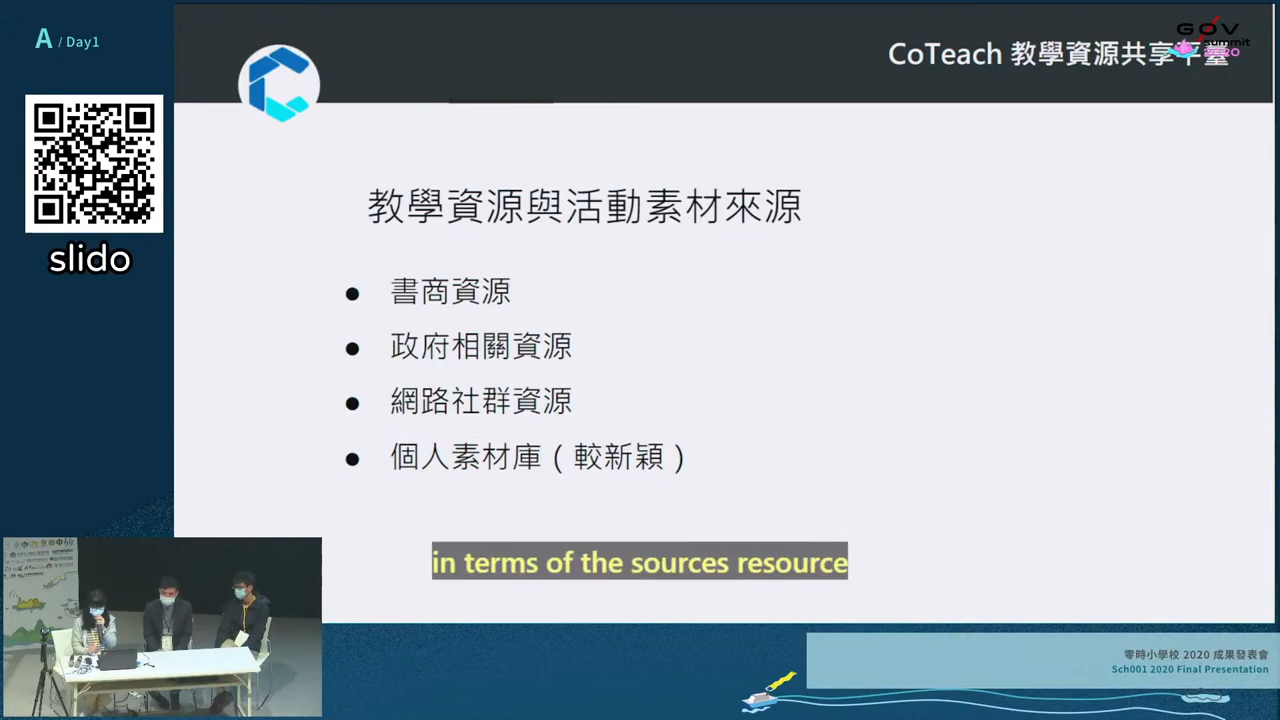 A / Day1
slido
CoTeach 教學資源共享平臺
GOV
summit
2020
教學資源與活動素材來源
● 書商資源
● 政府相關資源
● 網路社群資源
● 個人素材庫（較新穎）
in terms of the sources resource
零時小學校 2020 成果發表會
Sch001 2020 Final Presentation